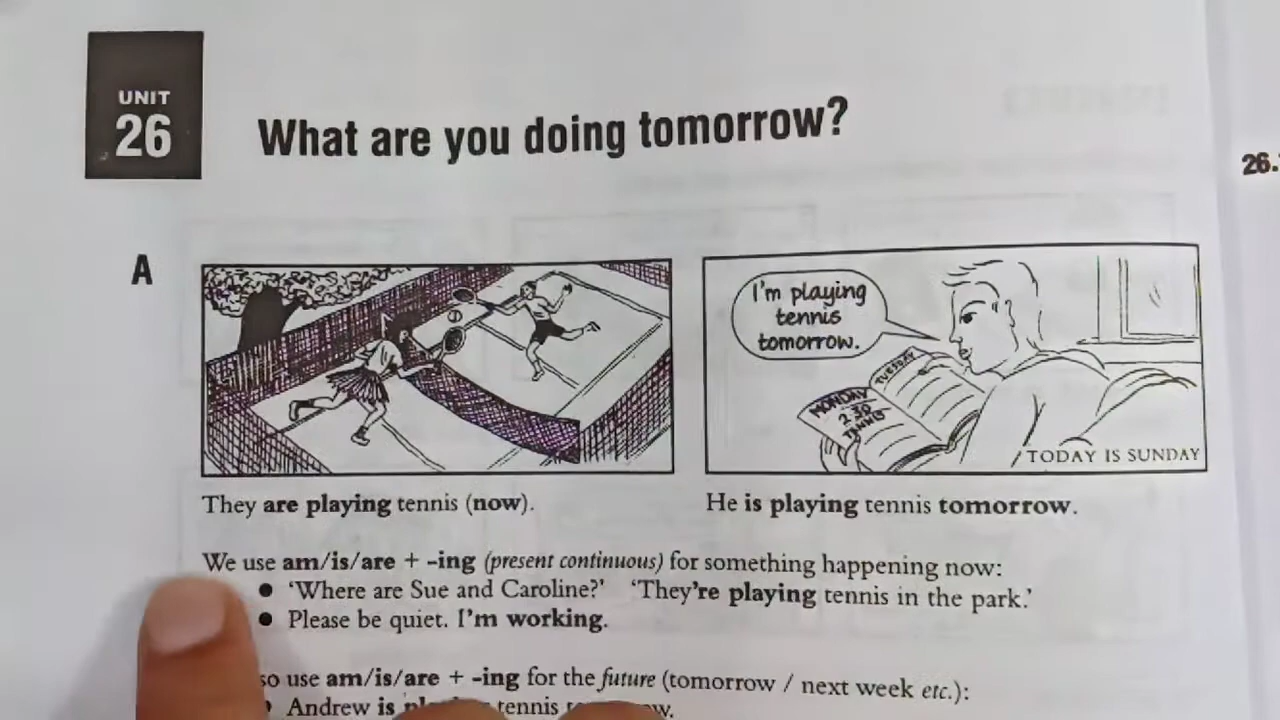 UNIT
26
What are you doing tomorrow?
26.
A
I'm playing
tennis
tomorrow.
MONDAY
2.30
TENNIS
TUESDAY
TODAY IS SUNDAY
They are playing tennis (now).
He is playing tennis tomorrow.
We use am/is/are + -ing (present continuous) for something happening now:
● 'Where are Sue and Caroline?' 'They're playing tennis in the park.'
● Please be quiet. I'm working.
so use am/is/are + -ing for the future (tomorrow / next week etc.):
Andrew is tennis